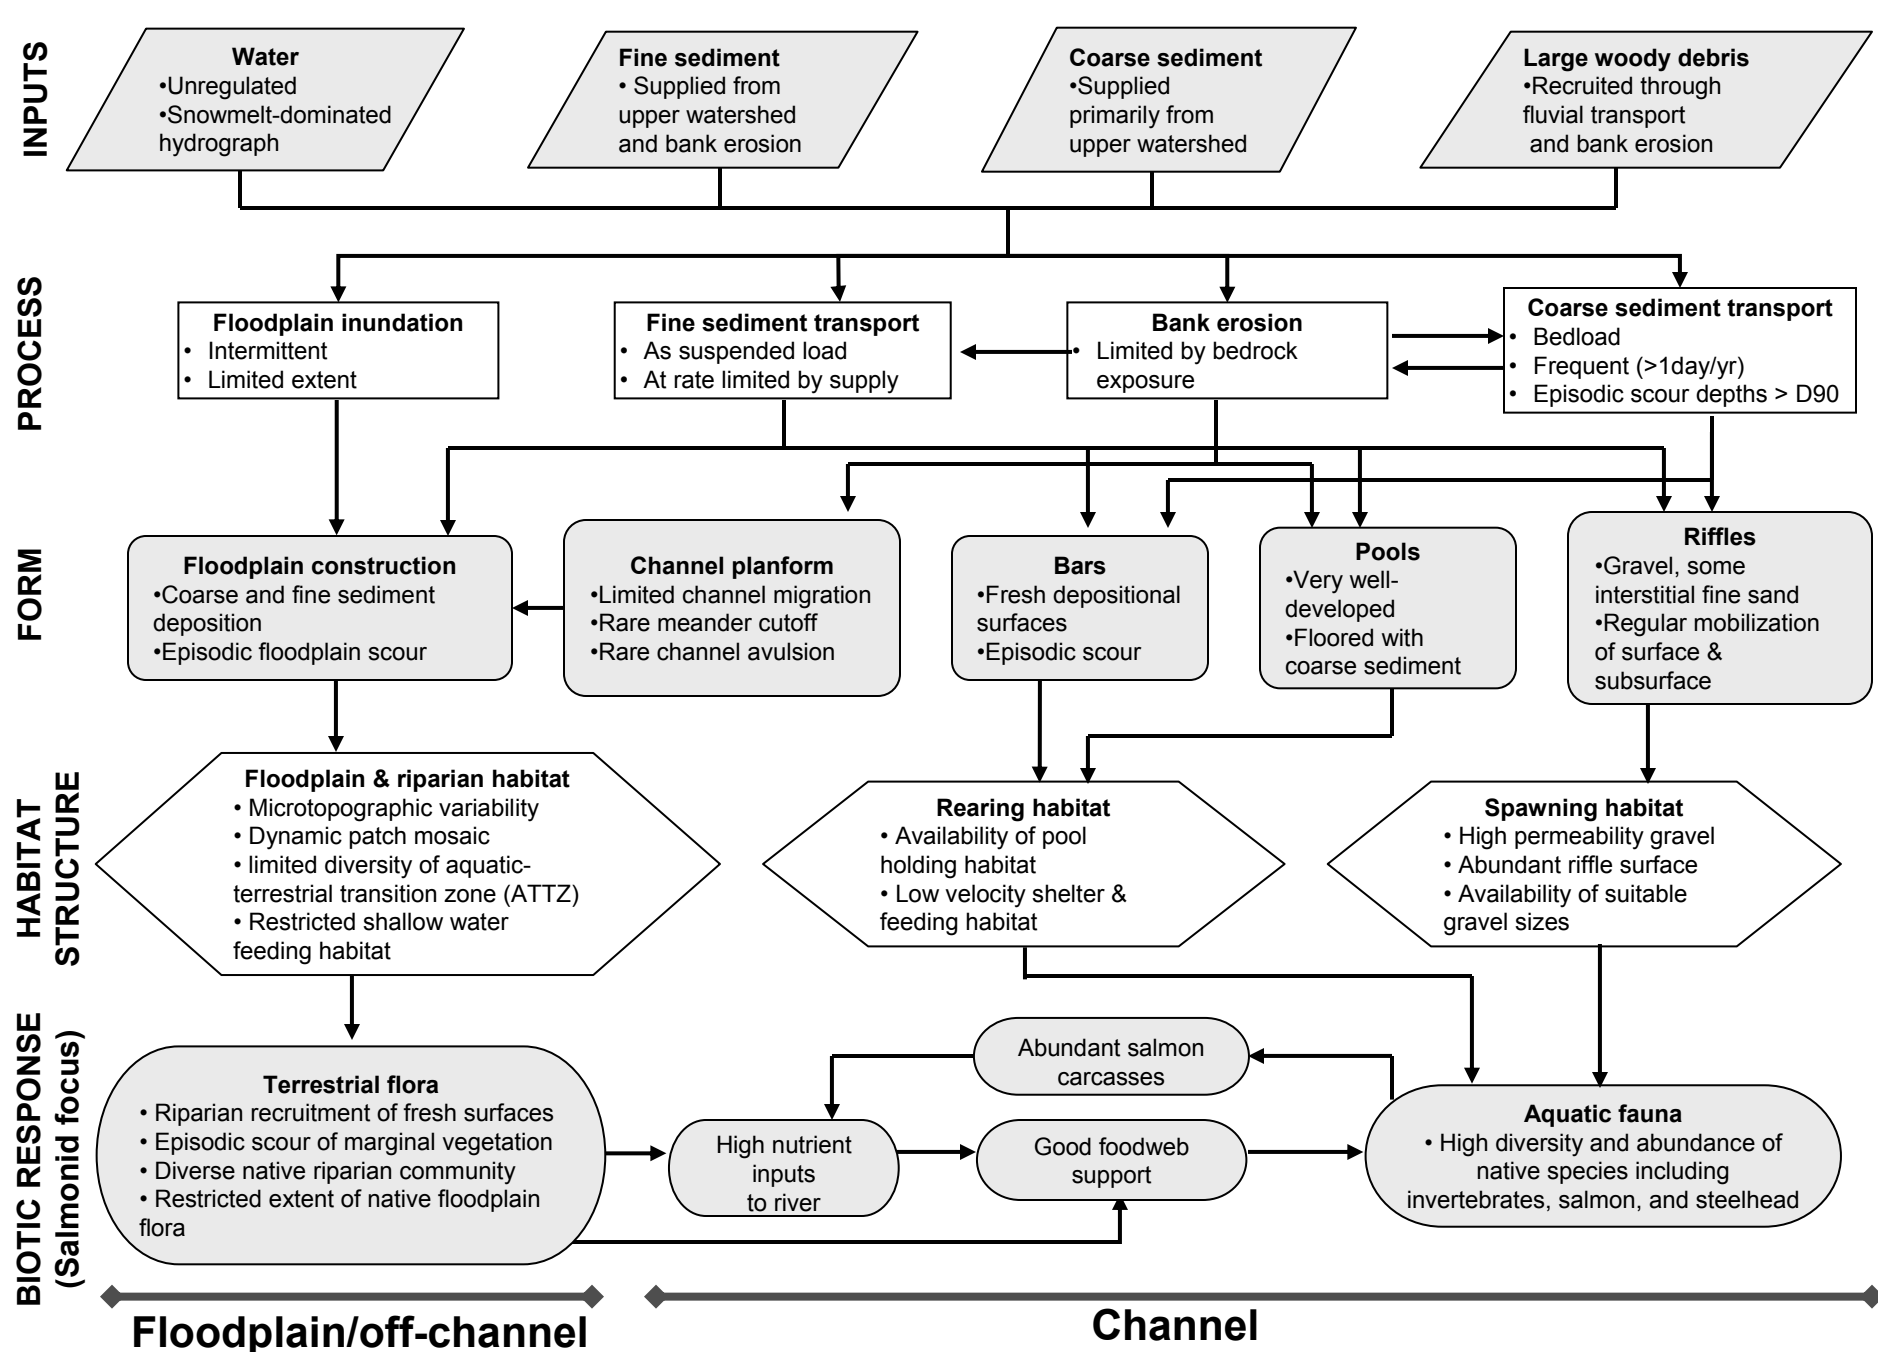 INPUTS
Water
•Unregulated
•Snowmelt-dominated
hydrograph
Fine sediment
• Supplied from
upper watershed
and bank erosion
Coarse sediment
•Supplied
primarily from
upper watershed
Large woody debris
•Recruited through
fluvial transport
and bank erosion
PROCESS
Floodplain inundation
• Intermittent
• Limited extent
Fine sediment transport
• As suspended load
• At rate limited by supply
Bank erosion
• Limited by bedrock
exposure
Coarse sediment transport
• Bedload
• Frequent (>1day/yr)
• Episodic scour depths > D90
FORM
Floodplain construction
•Coarse and fine sediment
deposition
•Episodic floodplain scour
Channel planform
•Limited channel migration
•Rare meander cutoff
•Rare channel avulsion
Bars
•Fresh depositional
surfaces
•Episodic scour
Pools
•Very well-
developed
•Floored with
coarse sediment
Riffles
•Gravel, some
interstitial fine sand
•Regular mobilization
of surface &
subsurface
HABITAT
STRUCTURE
Floodplain & riparian habitat
• Microtopographic variability
• Dynamic patch mosaic
• limited diversity of aquatic-
terrestrial transition zone (ATTZ)
• Restricted shallow water
feeding habitat
Rearing habitat
• Availability of pool
holding habitat
• Low velocity shelter &
feeding habitat
Spawning habitat
• High permeability gravel
• Abundant riffle surface
• Availability of suitable
gravel sizes
BIOTIC RESPONSE
(Salmonid focus)
Terrestrial flora
• Riparian recruitment of fresh surfaces
• Episodic scour of marginal vegetation
• Diverse native riparian community
• Restricted extent of native floodplain
flora
Abundant salmon
carcasses
High nutrient
inputs
to river
Good foodweb
support
Aquatic fauna
• High diversity and abundance of
native species including
invertebrates, salmon, and steelhead
Floodplain/off-channel
Channel